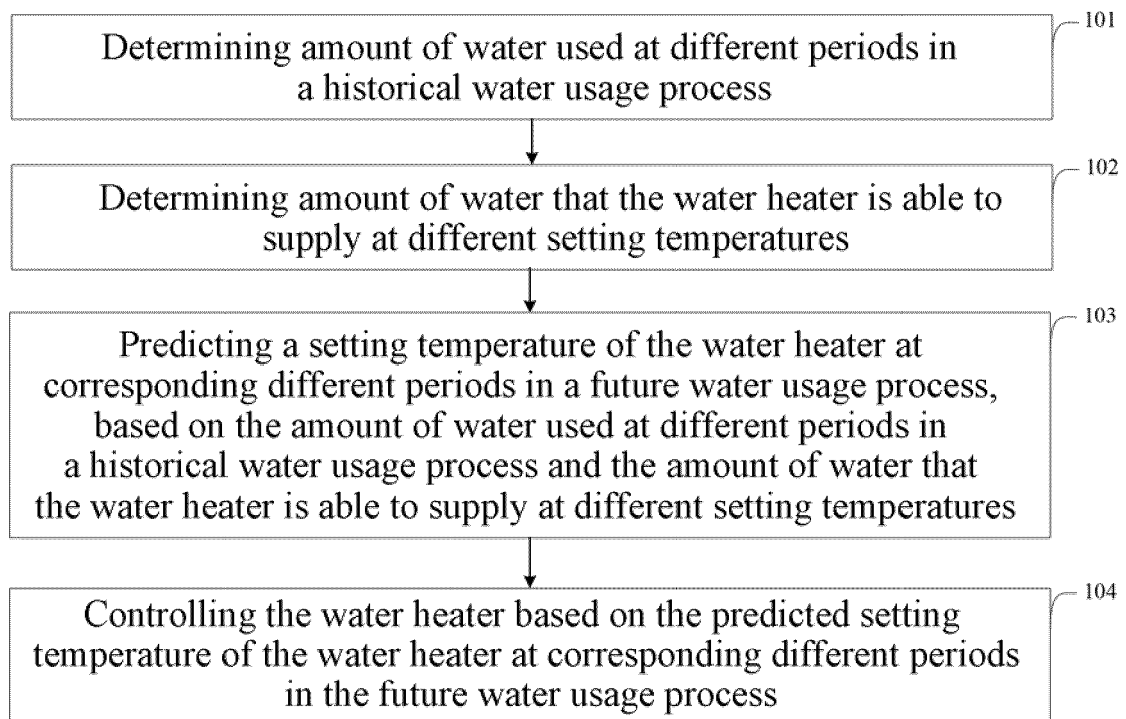 101
Determining amount of water used at different periods in
a historical water usage process
102
Determining amount of water that the water heater is able to
supply at different setting temperatures
103
Predicting a setting temperature of the water heater at
corresponding different periods in a future water usage process,
based on the amount of water used at different periods in
a historical water usage process and the amount of water that
the water heater is able to supply at different setting temperatures
104
Controlling the water heater based on the predicted setting
temperature of the water heater at corresponding different periods
in the future water usage process